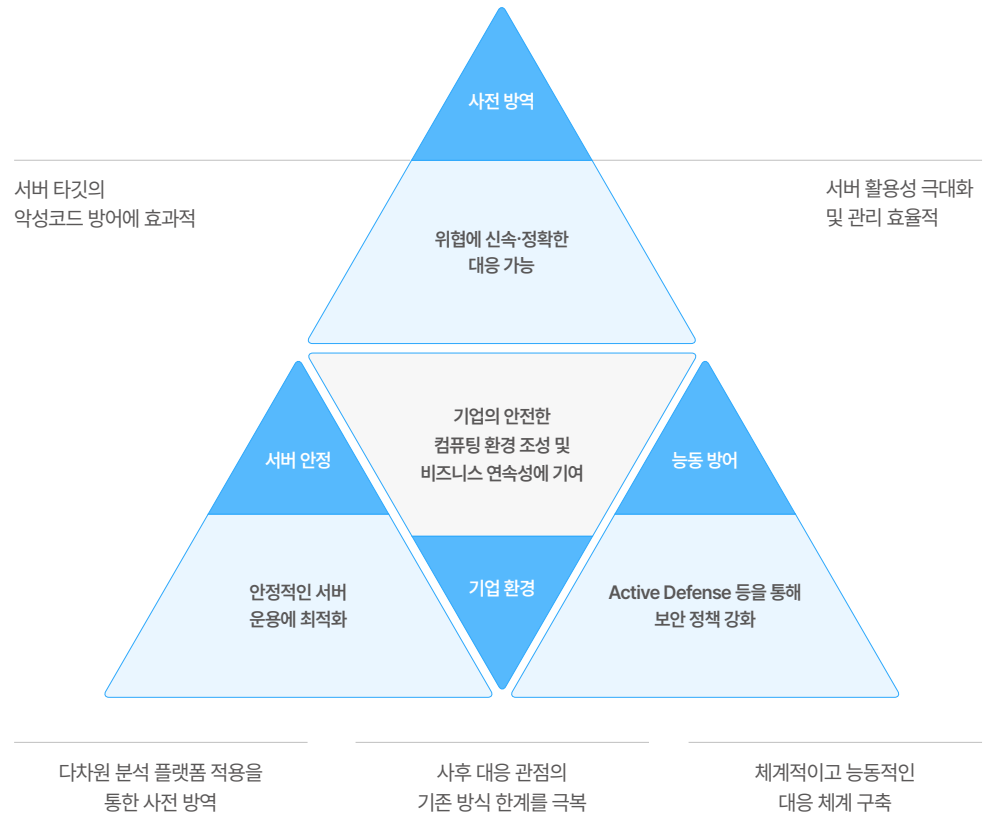 사전 방역
서버 타깃의
악성코드 방어에 효과적
서버 활용성 극대화
및 관리 효율적
위협에 신속·정확한
대응 가능
기업의 안전한
컴퓨팅 환경 조성 및
비즈니스 연속성에 기여
서버 안정
능동 방어
기업 환경
안정적인 서버
운용에 최적화
Active Defense 등을 통해
보안 정책 강화
다차원 분석 플랫폼 적용을
통한 사전 방역
사후 대응 관점의
기존 방식 한계를 극복
체계적이고 능동적인
대응 체계 구축